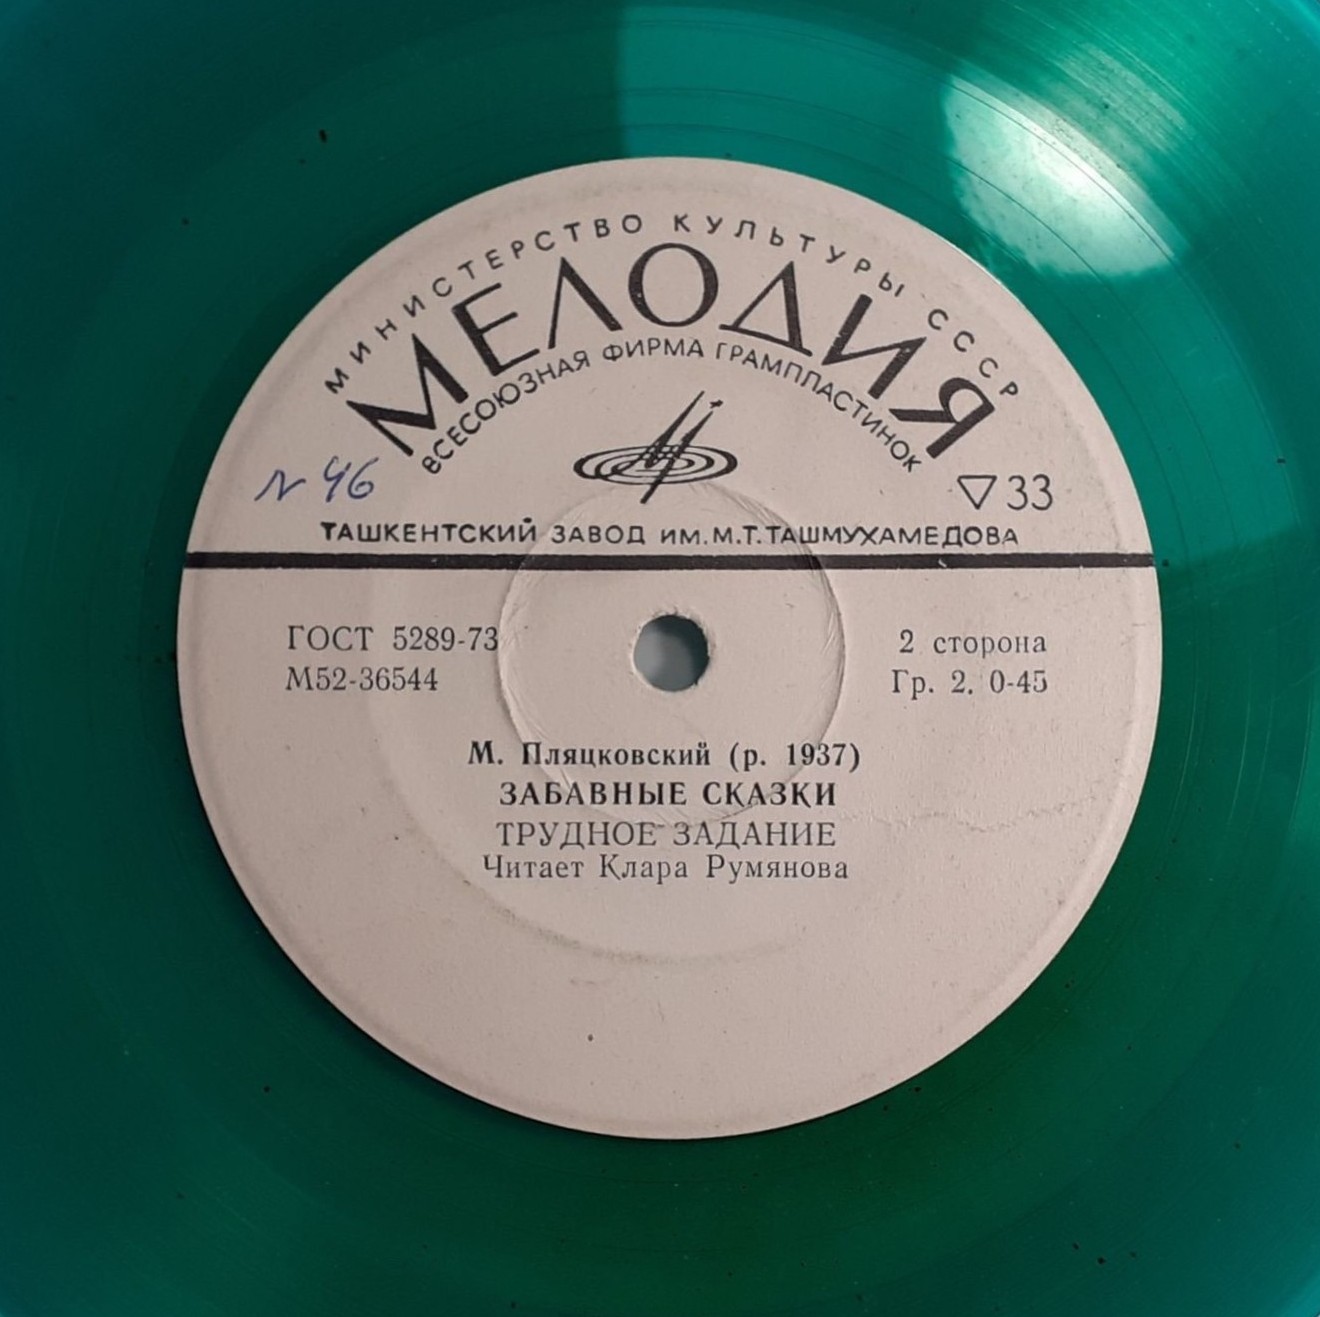 МИНИСТЕРСТВО КУЛЬТУРЫ СССР
МЕЛОДИЯ
ВСЕСОЮЗНАЯ ФИРМА ГРАМПЛАСТИНОК
№ 46
▽33
ТАШКЕНТСКИЙ ЗАВОД ИМ.М.Т.ТАШМУХАМЕДОВА
ГОСТ 5289-73
М52-36544
2 сторона
Гр. 2. 0-45
М. Пляцковский (р. 1937)
ЗАБАВНЫЕ СКАЗКИ
ТРУДНОЕ ЗАДАНИЕ
Читает Клара Румянова